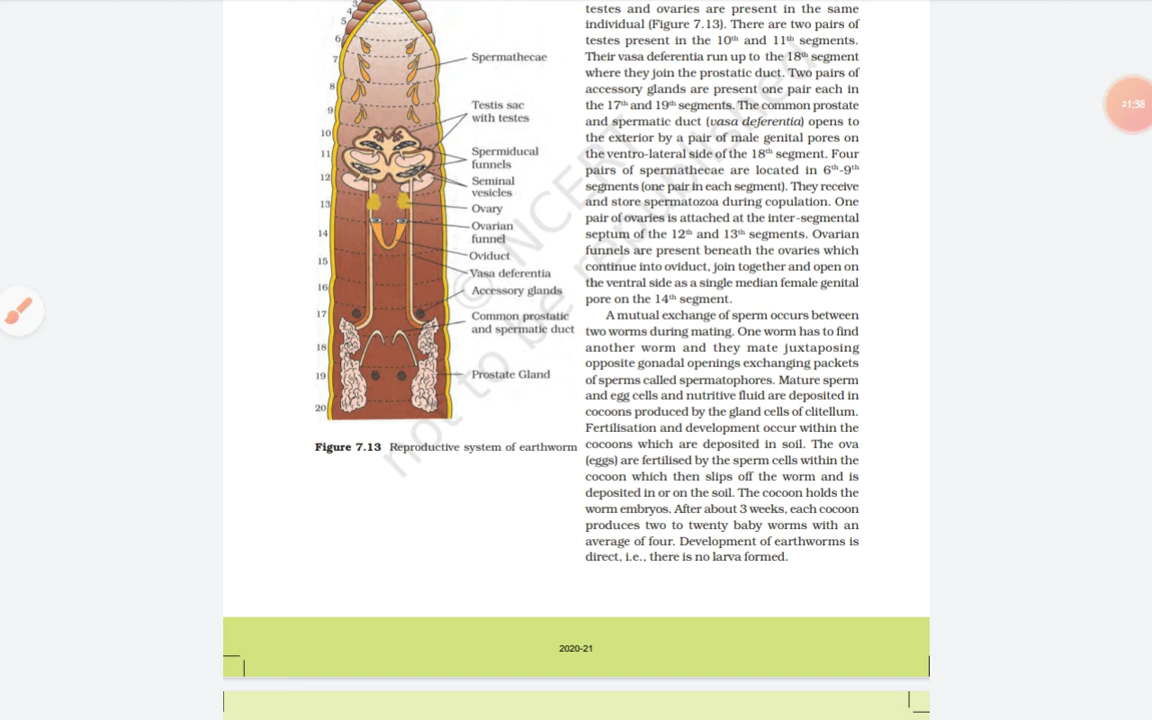 3
4
5
6
7
8
9
10
11
12
13
14
15
16
17
18
19
20
Spermathecae
Testis sac
with testes
Spermiducal
funnels
Seminal
vesicles
Ovary
Ovarian
funnel
Oviduct
Vasa deferentia
Accessory glands
Common prostatic
and spermatic duct
Prostate Gland
Figure 7.13 Reproductive system of earthworm
testes and ovaries are present in the same
individual (Figure 7.13). There are two pairs of
testes present in the 10th and 11th segments.
Their vasa deferentia run up to the 18th segment
where they join the prostatic duct. Two pairs of
accessory glands are present one pair each in
the 17th and 19th segments. The common prostate
and spermatic duct (vasa deferentia) opens to
the exterior by a pair of male genital pores on
the ventro-lateral side of the 18th segment. Four
pairs of spermathecae are located in 6th-9th
segments (one pair in each segment). They receive
and store spermatozoa during copulation. One
pair of ovaries is attached at the inter-segmental
septum of the 12th and 13th segments. Ovarian
funnels are present beneath the ovaries which
continue into oviduct, join together and open on
the ventral side as a single median female genital
pore on the 14th segment.
A mutual exchange of sperm occurs between
two worms during mating. One worm has to find
another worm and they mate juxtaposing
opposite gonadal openings exchanging packets
of sperms called spermatophores. Mature sperm
and egg cells and nutritive fluid are deposited in
cocoons produced by the gland cells of clitellum.
Fertilisation and development occur within the
cocoons which are deposited in soil. The ova
(eggs) are fertilised by the sperm cells within the
cocoon which then slips off the worm and is
deposited in or on the soil. The cocoon holds the
worm embryos. After about 3 weeks, each cocoon
produces two to twenty baby worms with an
average of four. Development of earthworms is
direct, i.e., there is no larva formed.
© NCERT
not to be republished
2020-21
21:38